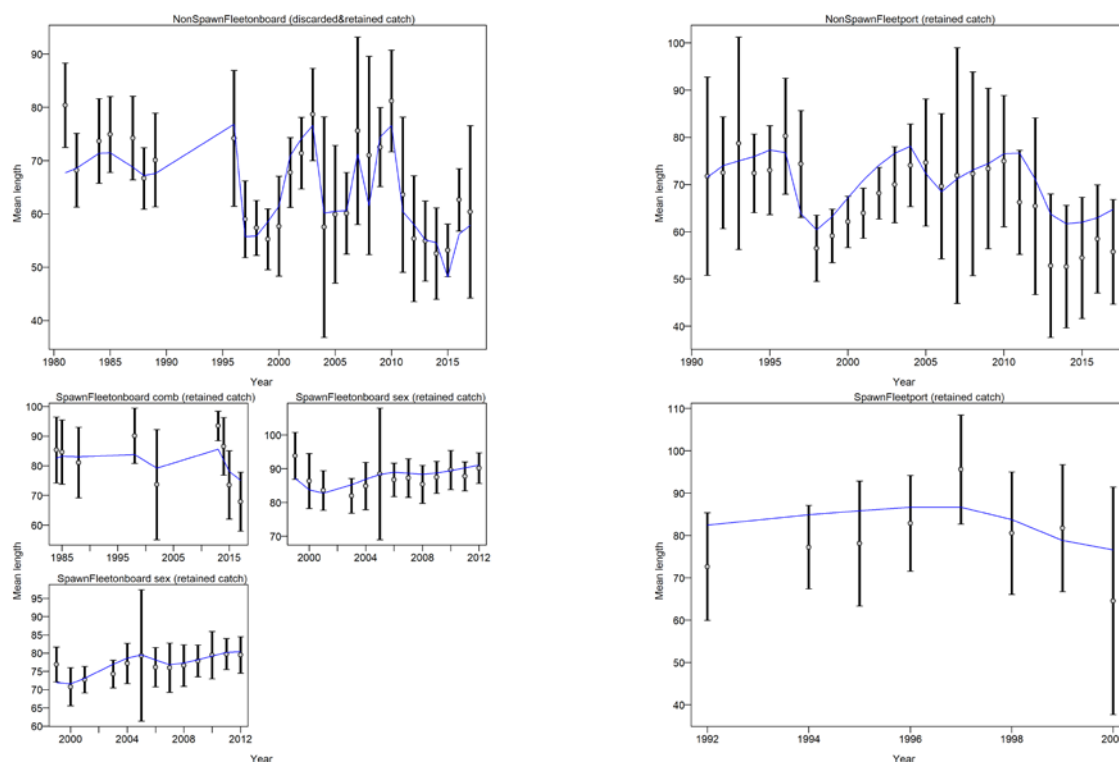 NonSpawnFleetonboard (discarded&retained catch)
Mean length
90
80
70
60
50
40
1980 1985 1990 1995 2000 2005 2010 2015
Year
NonSpawnFleetport (retained catch)
Mean length
100
90
80
70
60
50
40
1990 1995 2000 2005 2010 2015
Year
SpawnFleetonboard comb (retained catch)
Mean length
100
90
80
70
60
1985 1995 2005 2015
SpawnFleetonboard sex (retained catch)
100
90
80
70
2000 2004 2008 2012
SpawnFleetonboard sex (retained catch)
95
90
85
80
75
70
65
60
2000 2004 2008 2012
Year
SpawnFleetport (retained catch)
Mean length
110
100
90
80
70
60
50
40
1992 1994 1996 1998 200
Year